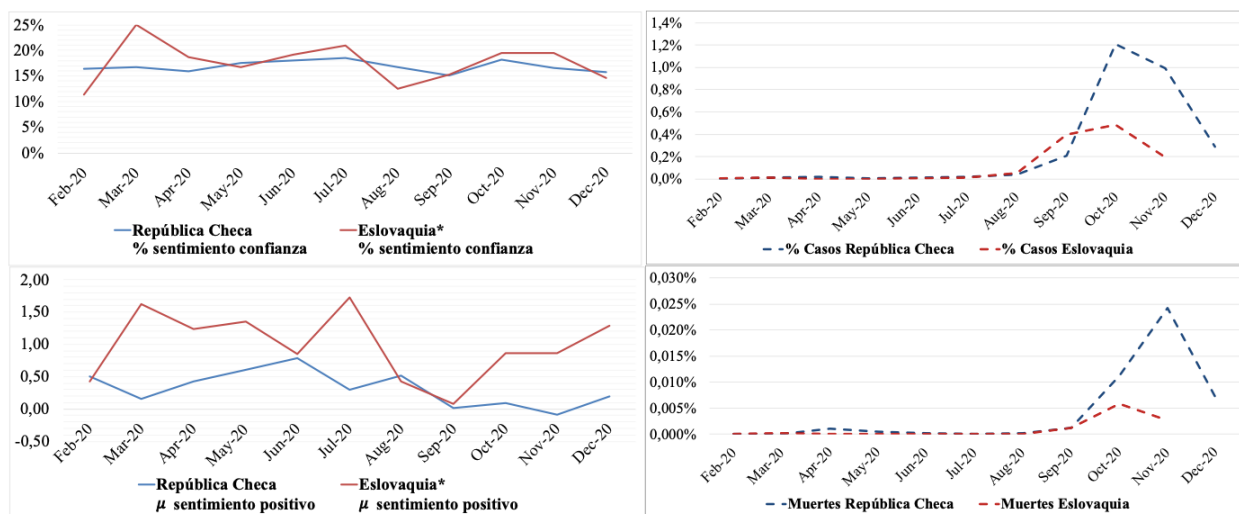 25%
20%
15%
10%
5%
0%
Feb-20
Mar-20
Apr-20
May-20
Jun-20
Jul-20
Aug-20
Sep-20
Oct-20
Nov-20
Dec-20
República Checa
% sentimiento confianza
Eslovaquia*
% sentimiento confianza
1,4%
1,2%
1,0%
0,8%
0,6%
0,4%
0,2%
0,0%
Feb-20
Mar-20
Apr-20
May-20
Jun-20
Jul-20
Aug-20
Sep-20
Oct-20
Nov-20
Dec-20
% Casos República Checa
% Casos Eslovaquia
2,00
1,50
1,00
0,50
0,00
-0,50
Feb-20
Mar-20
Apr-20
May-20
Jun-20
Jul-20
Aug-20
Sep-20
Oct-20
Nov-20
Dec-20
República Checa
μ sentimiento positivo
Eslovaquia*
μ sentimiento positivo
0,030%
0,025%
0,020%
0,015%
0,010%
0,005%
0,000%
Feb-20
Mar-20
Apr-20
May-20
Jun-20
Jul-20
Aug-20
Sep-20
Oct-20
Nov-20
Dec-20
Muertes República Checa
Muertes Eslovaquia